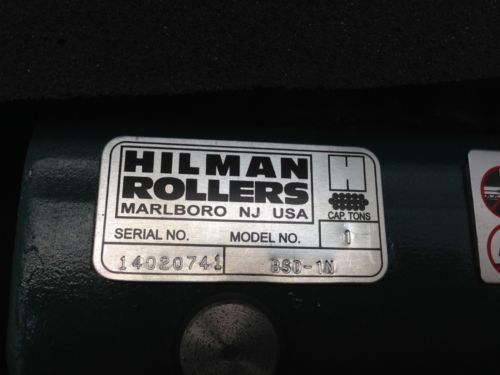 HILMAN
ROLLERS
MARLBORO NJ USA
H
CAP. TONS
SERIAL NO. MODEL NO. 1
14020741 BSD-1N